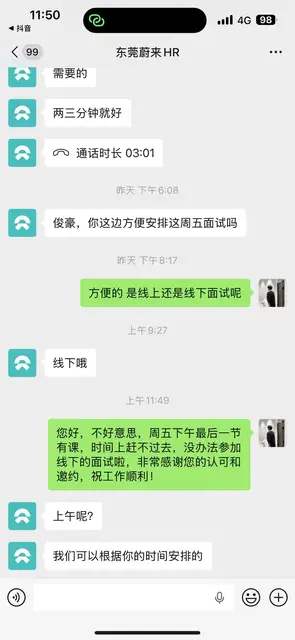 11:50
4G
98
抖音
99
东莞蔚来HR
需要的
两三分钟就好
通话时长 03:01
昨天 下午6:08
俊豪，你这边方便安排这周五面试吗
昨天 下午8:17
方便的 是线上还是线下面试呢
上午9:27
线下哦
上午11:49
您好，不好意思，周五下午最后一节
有课，时间上赶不过去，没办法参加
线下的面试啦，非常感谢您的认可和
邀约，祝工作顺利！
上午呢?
我们可以根据你的时间安排的